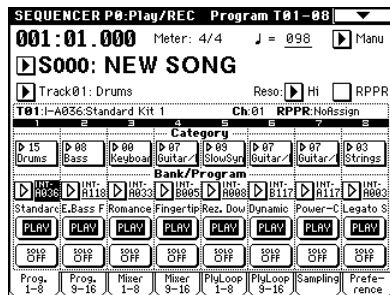 SEQUENCER P0:Play/REC Program T01-08
001:01.000 Meter: 4/4 ♩ = 098 Manu
S000: NEW SONG
Track01: Drums Reso: Hi RPPR
T01:I-A036:Standard Kit 1 Ch:01 RPPR:NoAssign
1 2 3 4 5 6 7 8
Category
15 08 00 07 09 07 07 03
Drums Bass Keyboar Guitar/ SlowSyn Guitar/ Guitar/ Strings
Bank/Program
INT- INT- INT- INT- INT- INT- INT- INT-
A036 A118 A033 B005 A008 B117 A117 A003
Standard E.Bass F Romance Fingertip Rez. Dow Dynamic Power-C Legato S
PLAY PLAY PLAY PLAY PLAY PLAY PLAY PLAY
SOLO SOLO SOLO SOLO SOLO SOLO SOLO SOLO
OFF OFF OFF OFF OFF OFF OFF OFF
Prog. Prog. Mixer Mixer PlyLoop PlyLoop Sampling Prefe-
1-8 9-16 1-8 9-16 1-8 9-16 rence